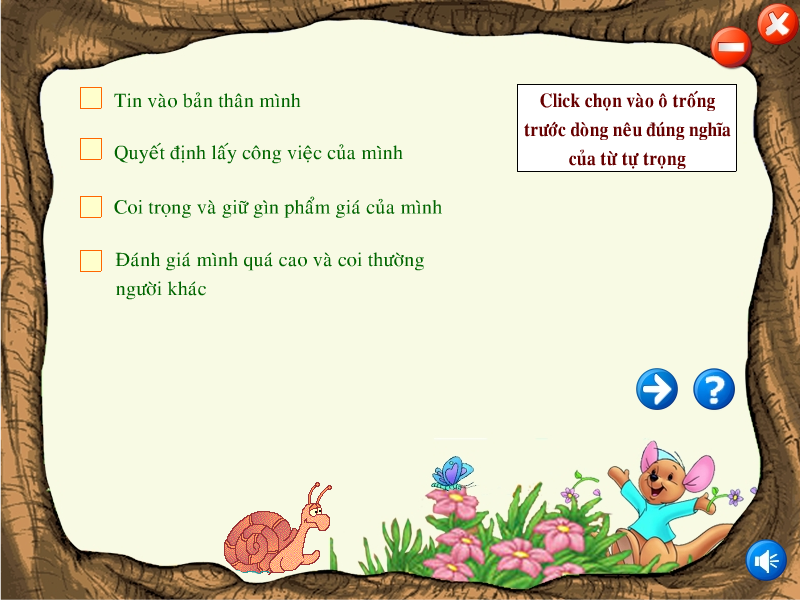 Tin vào bản thân mình
Quyết định lấy công việc của mình
Coi trọng và giữ gìn phẩm giá của mình
Đánh giá mình quá cao và coi thường
người khác
Click chọn vào ô trống
trước dòng nêu đúng nghĩa
của từ tự trọng
?